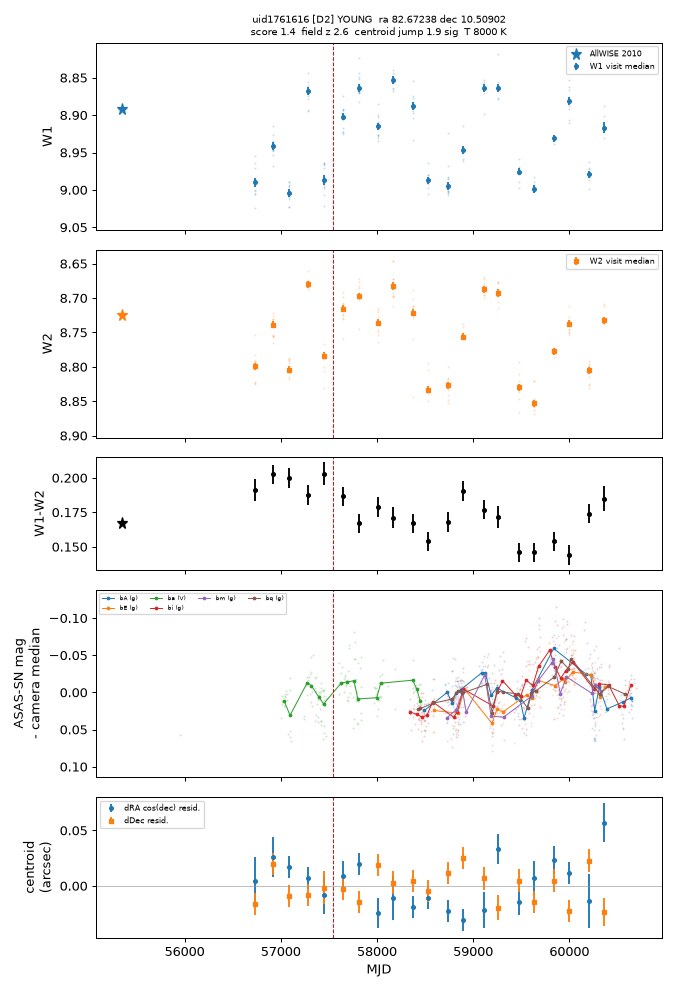 uid1761616 [D2] YOUNG ra 82.67238 dec 10.50902
score 1.4 field z 2.6 centroid jump 1.9 sig T 8000 K
AllWISE 2010
W1 visit median
8.85
8.90
8.95
9.00
9.05
W1
W2 visit median
8.65
8.70
8.75
8.80
8.85
8.90
W2
0.200
0.175
0.150
W1-W2
bA (g)
bE (g)
ba (V)
bi (g)
bm (g)
bq (g)
−0.10
−0.05
0.00
0.05
0.10
ASAS-SN mag
- camera median
dRA cos(dec) resid.
dDec resid.
0.05
0.00
centroid
(arcsec)
56000
57000
58000
59000
60000
MJD